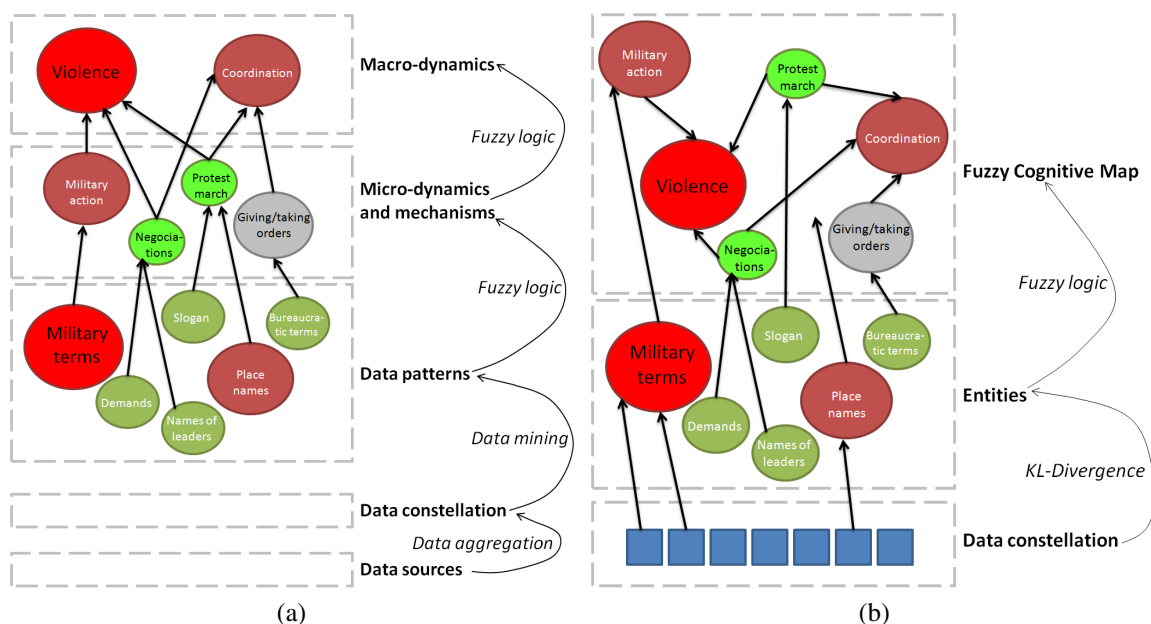 Violence
Coordination
Macro-dynamics
Fuzzy logic
Military
action
Protest
march
Negocia-
tions
Giving/taking
orders
Micro-dynamics
and mechanisms
Fuzzy logic
Military
terms
Slogan
Bureaucra-
tic terms
Demands
Names of
leaders
Place
names
Data patterns
Data mining
Data constellation
Data aggregation
Data sources
(a)
Military
action
Protest
march
Coordination
Violence
Negocia-
tions
Giving/taking
orders
Fuzzy Cognitive Map
Fuzzy logic
Military
terms
Slogan
Bureaucra-
tic terms
Demands
Names of
leaders
Place
names
Entities
KL-Divergence
Data constellation
(b)